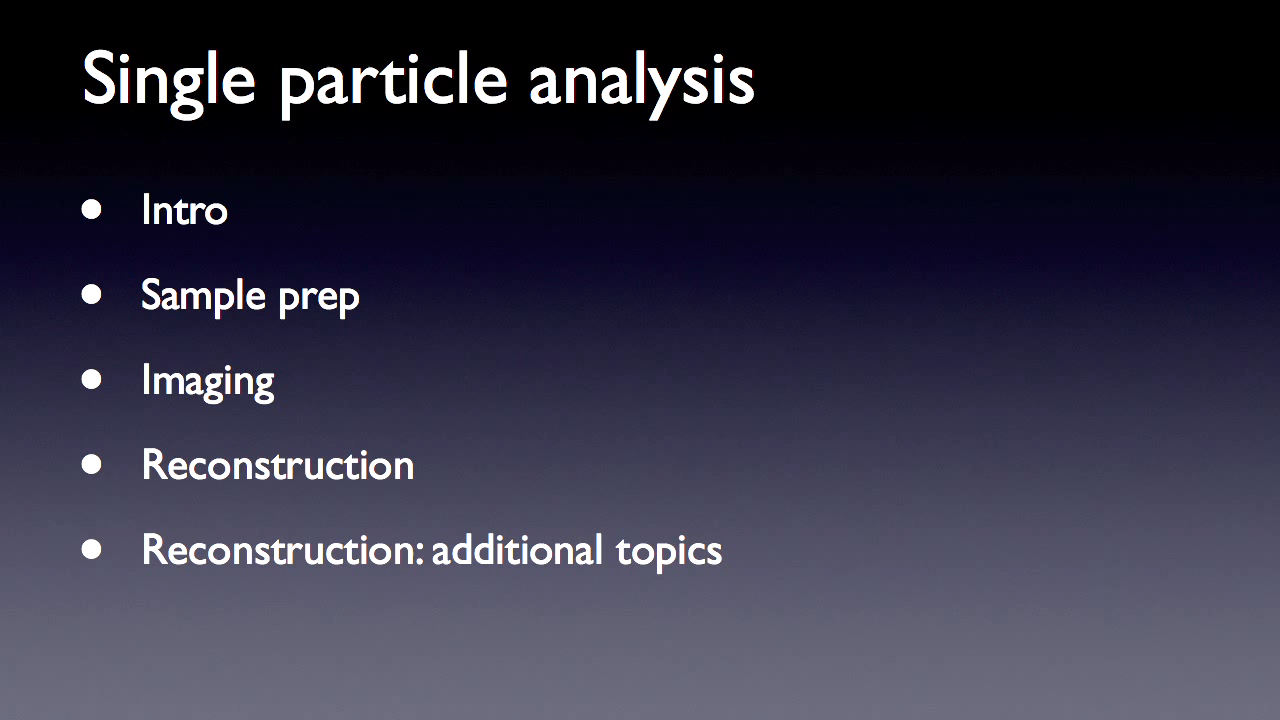 Single particle analysis
• Intro
• Sample prep
• Imaging
• Reconstruction
• Reconstruction: additional topics